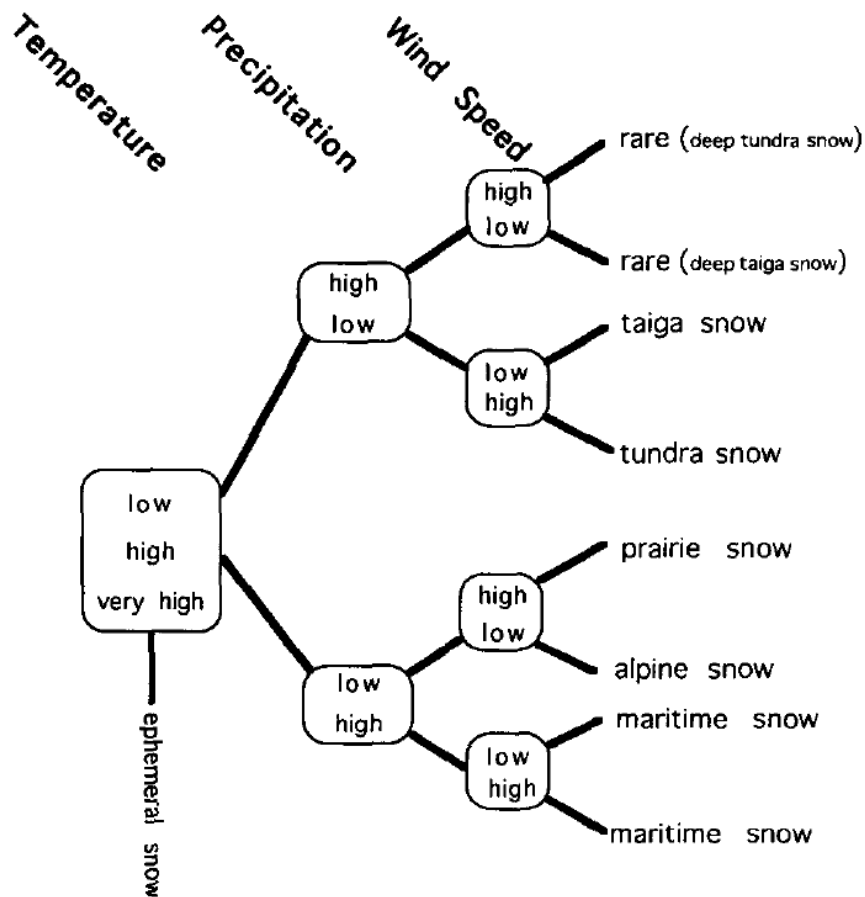 Temperature
Precipitation
Wind Speed
rare (deep tundra snow)
high
low
rare (deep taiga snow)
high
low
taiga snow
low
high
tundra snow
low
high
very high
prairie snow
high
low
alpine snow
low
high
maritime snow
low
high
maritime snow
ephemeral snow